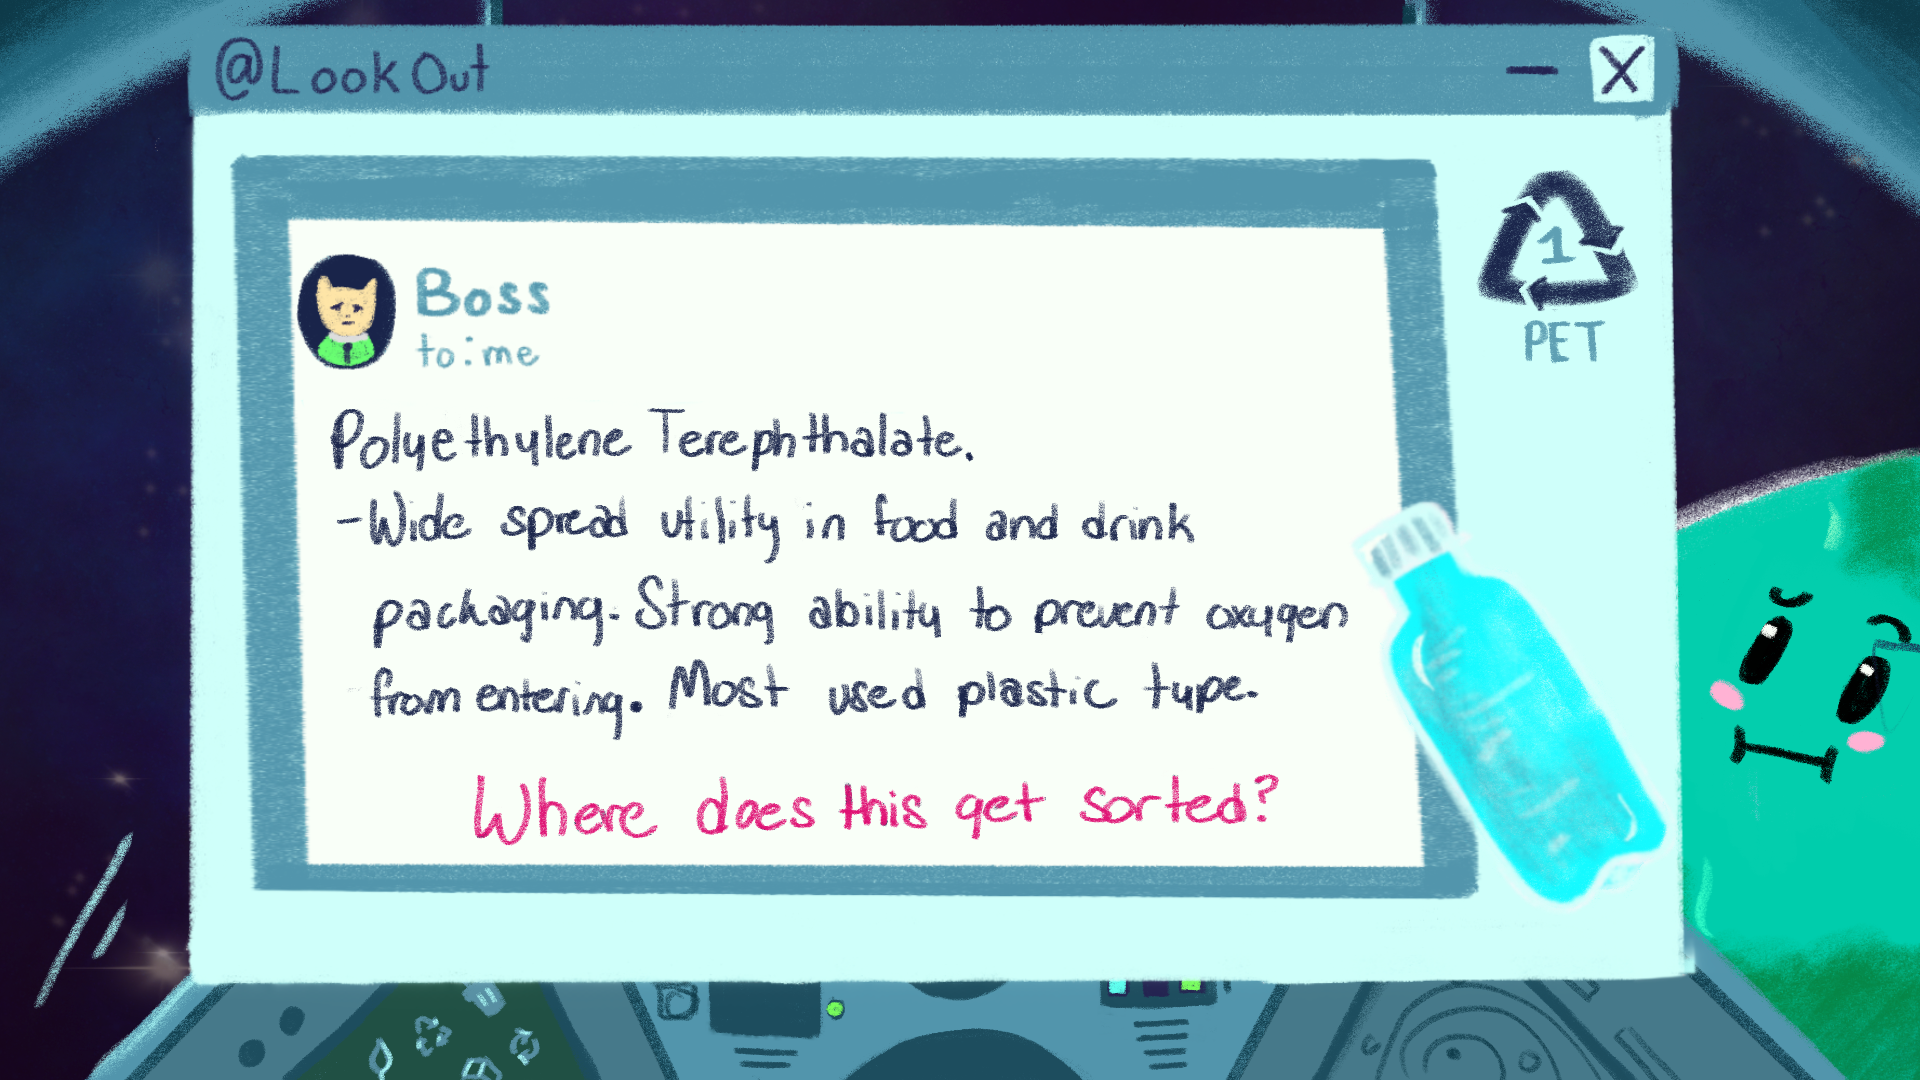 @LookOut
Boss
to: me
Polyethylene Terephthalate.
-Wide spread utility in food and drink
packaging. Strong ability to prevent oxygen
from entering. Most used plastic type.
Where does this get sorted?
1
PET